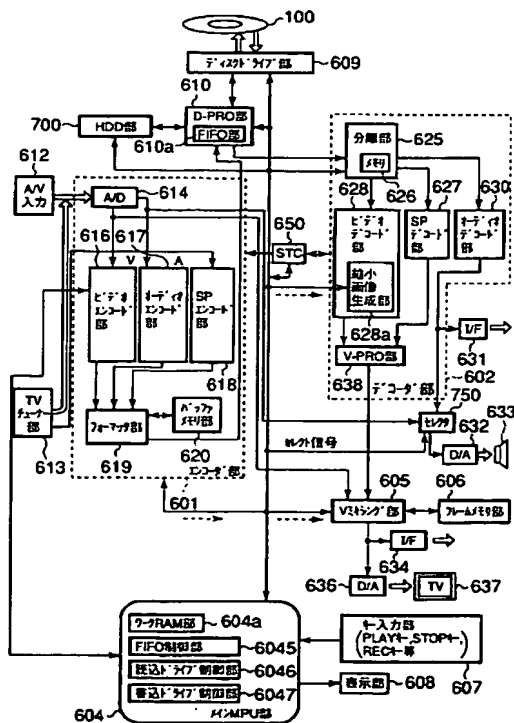 100
ディスクドライブ部
609
610
D-PRO部
FIFO部
610a
700
HDD部
612
A/V
入力
A/D
614
616
617
V
A
ビデオ
エンコード
部
オーディオ
エンコード
部
SP
エンコード
部
618
TV
チューナー
部
613
フォーマッタ部
619
バッファ
メモリ部
620
エンコーダ部
601
650
STC
分離部
625
メモリ
626
627
628
630
ビデオ
デコード
部
縮小
画像
生成部
628a
SP
デコード
部
オーディオ
デコード
部
V-PRO部
638
デコーダ部
602
I/F
631
750
セレクタ
セレクト信号
D/A
632
633
605
Vミキシング部
606
フレームメモリ部
I/F
634
636
D/A
TV
637
ワークRAM部
604a
FIFO制御部
6045
読込ドライブ制御部
6046
書込ドライブ制御部
6047
604
メインMPU部
キー入力部
(PLAYキー,STOPキー,
RECキー等)
607
表示部
608